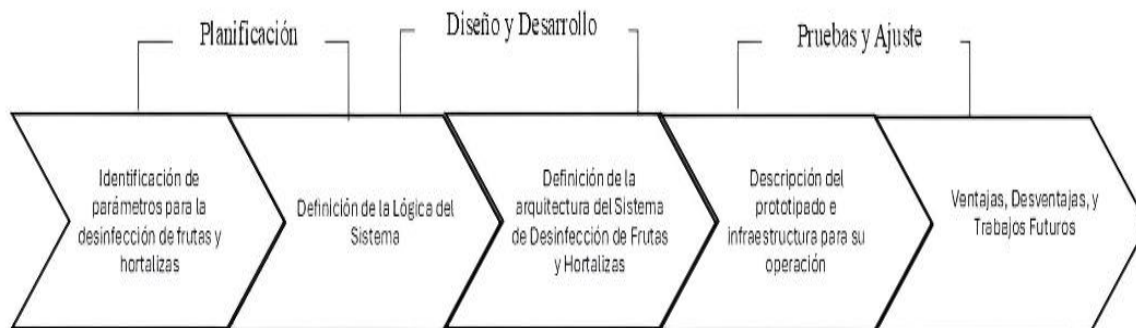 Planificación
Diseño y Desarrollo
Pruebas y Ajuste
Identificación de
parámetros para la
desinfección de frutas y
hortalizas
Definición de la Lógica del
Sistema
Definición de la
arquitectura del Sistema
de Desinfección de Frutas
y Hortalizas
Descripción del
prototipado e
infraestructura para su
operación
Ventajas, Desventajas, y
Trabajos Futuros